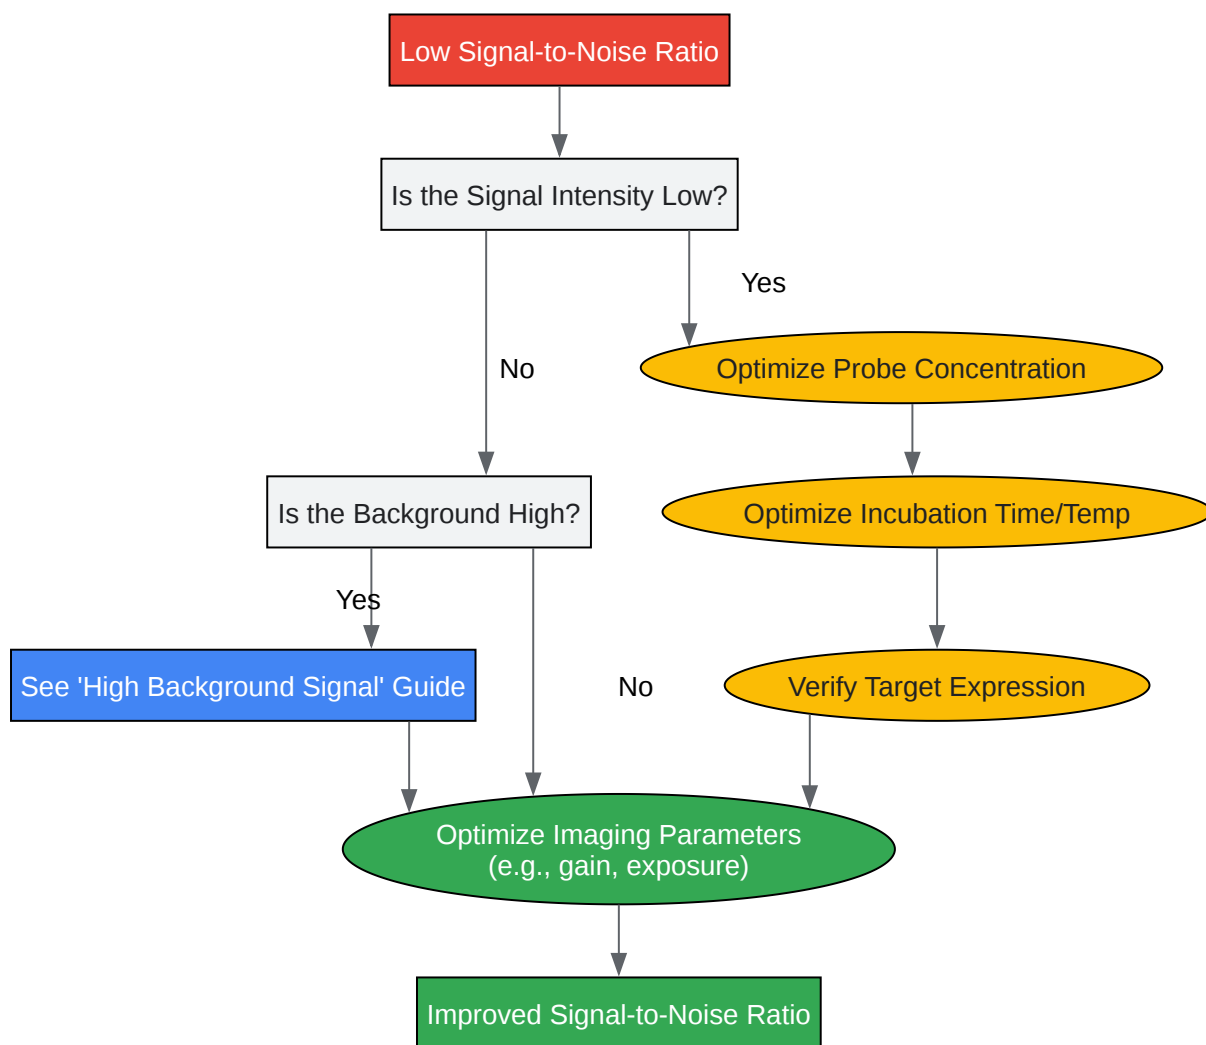 Low Signal-to-Noise Ratio
Is the Signal Intensity Low?
Yes
No
Optimize Probe Concentration
Is the Background High?
Optimize Incubation Time/Temp
Yes
See 'High Background Signal' Guide
No
Verify Target Expression
Optimize Imaging Parameters
(e.g., gain, exposure)
Improved Signal-to-Noise Ratio